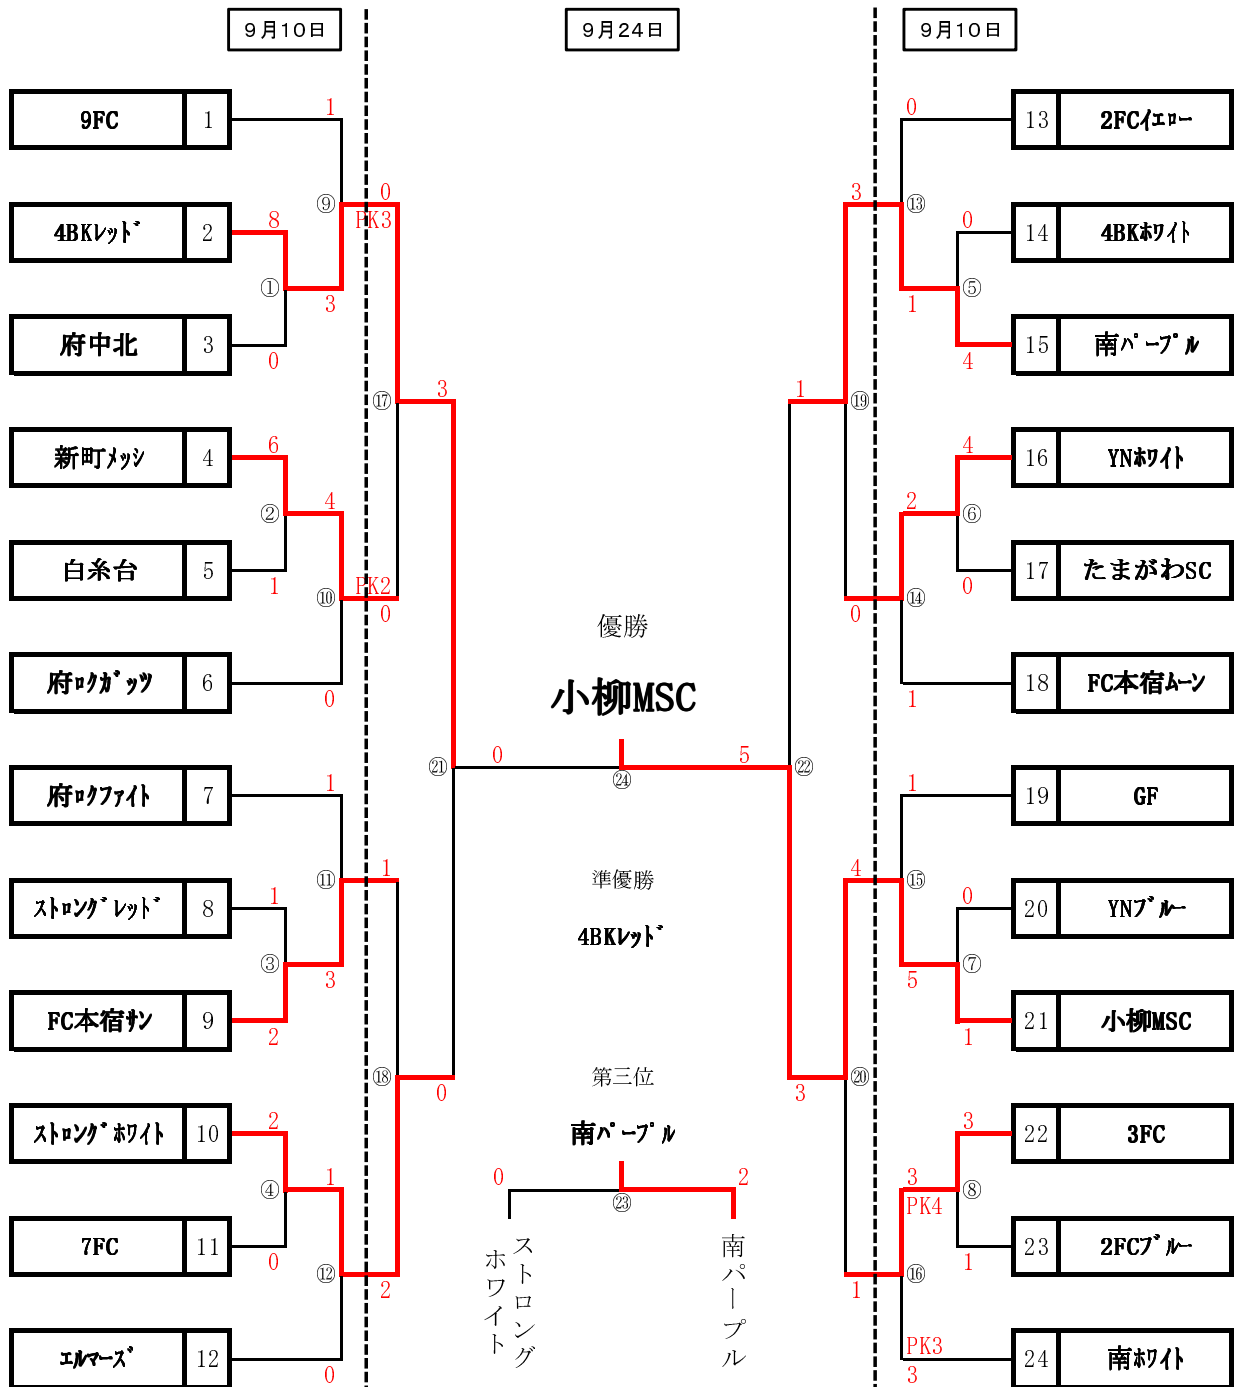 9月10日
9月24日
9月10日
9FC 1
4BKレッド 2
府中北 3
新町メッシ 4
白糸台 5
府ロクガッツ 6
府ロクファイト 7
ストロングレッド 8
FC本宿サン 9
ストロングホワイト 10
7FC 11
エルマーズ 12
1
8
0
6
1
0
1
1
2
2
0
0
①
②
③
④
3
4
3
1
⑨
⑩
⑪
⑫
0
PK3
PK2
0
1
2
⑰
⑱
3
0
㉑
0
優勝
小柳MSC
㉔
5
準優勝
4BKレッド
第三位
南パープル
0
㉓
2
ストロング
ホワイト
南パープル
㉒
1
3
⑲
⑳
3
0
4
1
⑬
⑭
⑮
⑯
1
2
5
3
PK4
PK3
3
⑤
⑥
⑦
⑧
0
0
4
4
0
1
1
0
1
3
1
13 2FCイエロー
14 4BKホワイト
15 南パープル
16 YNホワイト
17 たまがわSC
18 FC本宿ムーン
19 GF
20 YNブルー
21 小柳MSC
22 3FC
23 2FCブルー
24 南ホワイト